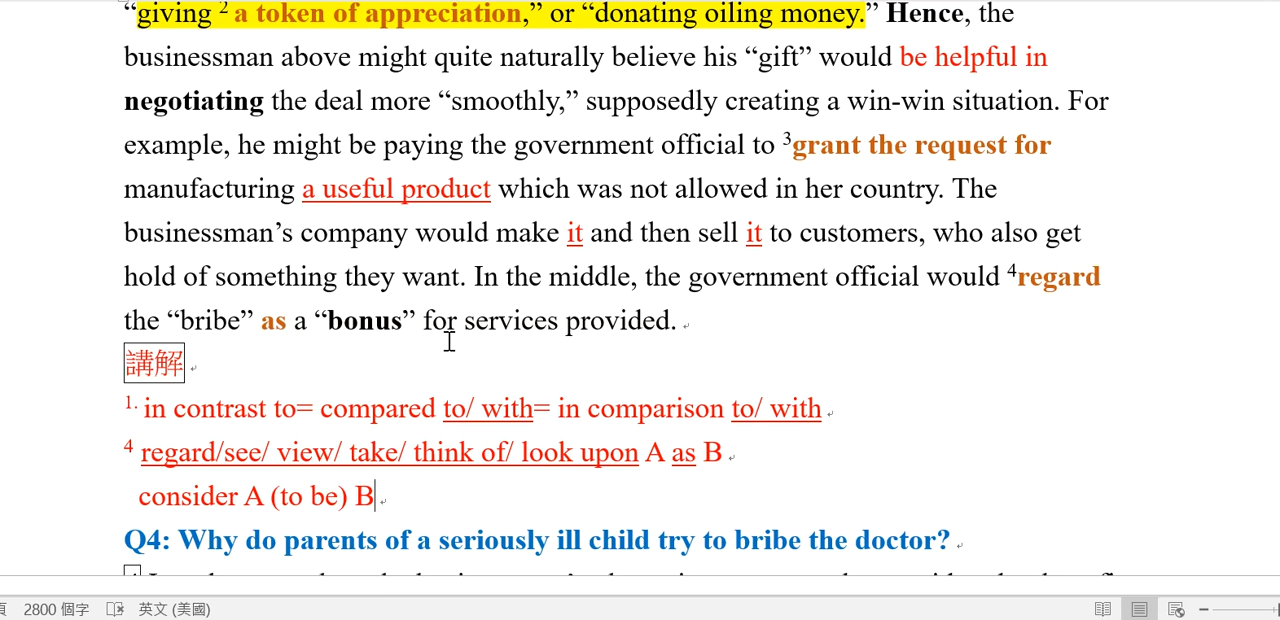 “giving ² a token of appreciation,” or “donating oiling money.” Hence, the
businessman above might quite naturally believe his “gift” would be helpful in
negotiating the deal more “smoothly,” supposedly creating a win-win situation. For
example, he might be paying the government official to ³grant the request for
manufacturing a useful product which was not allowed in her country. The
businessman’s company would make it and then sell it to customers, who also get
hold of something they want. In the middle, the government official would ⁴regard
the “bribe” as a “bonus” for services provided.
講解
1. in contrast to= compared to/ with= in comparison to/ with
4 regard/see/ view/ take/ think of/ look upon A as B
consider A (to be) B
Q4: Why do parents of a seriously ill child try to bribe the doctor?
2800 個字 英文 (美國)